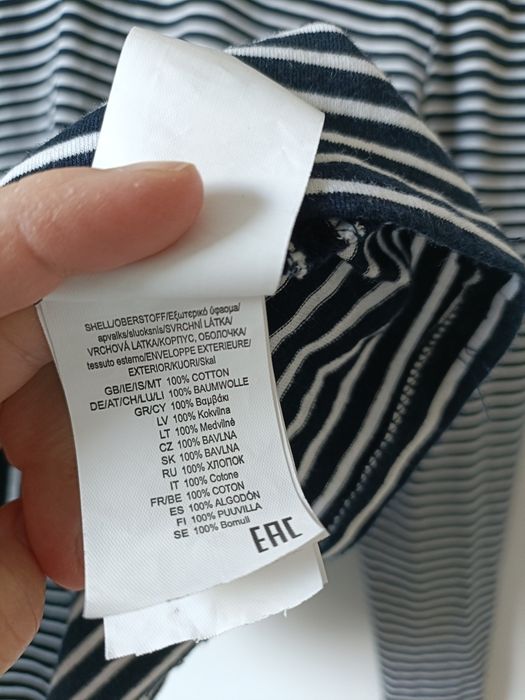 SHELL/OBERSTOFF/Εξωτερικό ύφασμα/
apvalks/sluoksnis/SVRCHNÍ LÁTKA/
VRCHOVÁ LATKA/КОРПУС, ОБОЛОЧКА/
tessuto esterno/ENVELOPPE EXTERIEURE/
EXTERIOR/KUORI/Skal
GB/IE/IS/MT 100% COTTON
DE/AT/CH/LU/LI 100% BAUMWOLLE
GR/CY 100% Βαμβάκι
LV 100% Kokvilna
LT 100% Medvilnė
CZ 100% BAVLNA
SK 100% BAVLNA
RU 100% ХЛОПОК
IT 100% Cotone
FR/BE 100% COTON
ES 100% ALGODÓN
FI 100% PUUVILLA
SE 100% Bomull
EAC